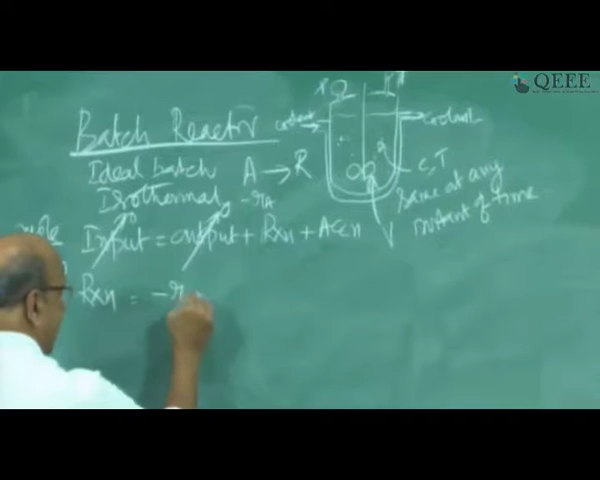 QEEE
Batch Reactor
coolant
coolant
Ideal batch A → R
C, T
Isothermal -rA
same at any
instant of time
mole
Input = output + Rxn + Accn
V
Rxn = -r